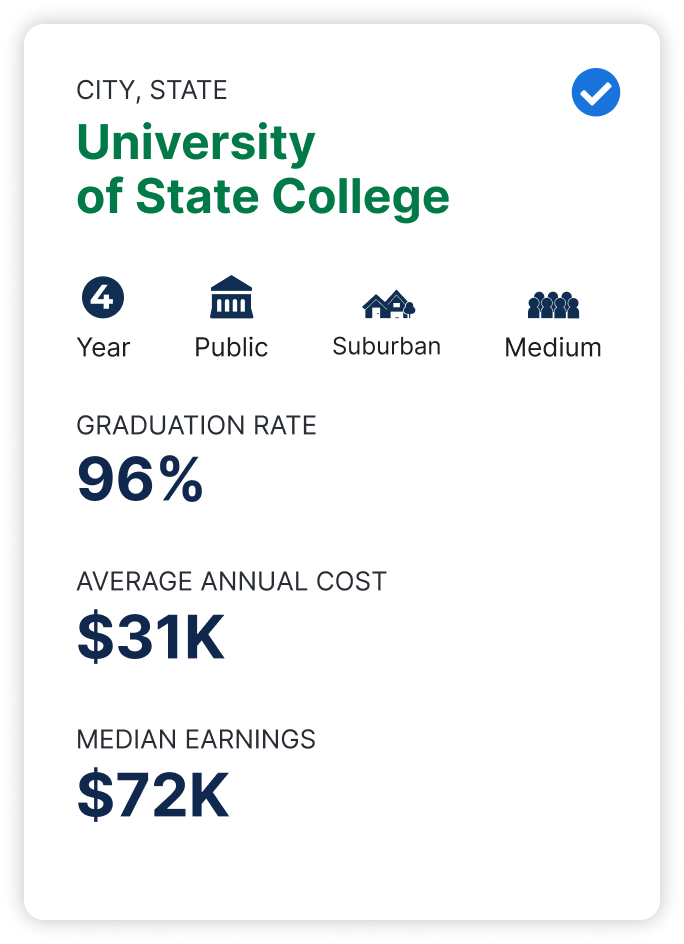 CITY, STATE
University
of State College
4
Year
Public
Suburban
Medium
GRADUATION RATE
96%
AVERAGE ANNUAL COST
$31K
MEDIAN EARNINGS
$72K